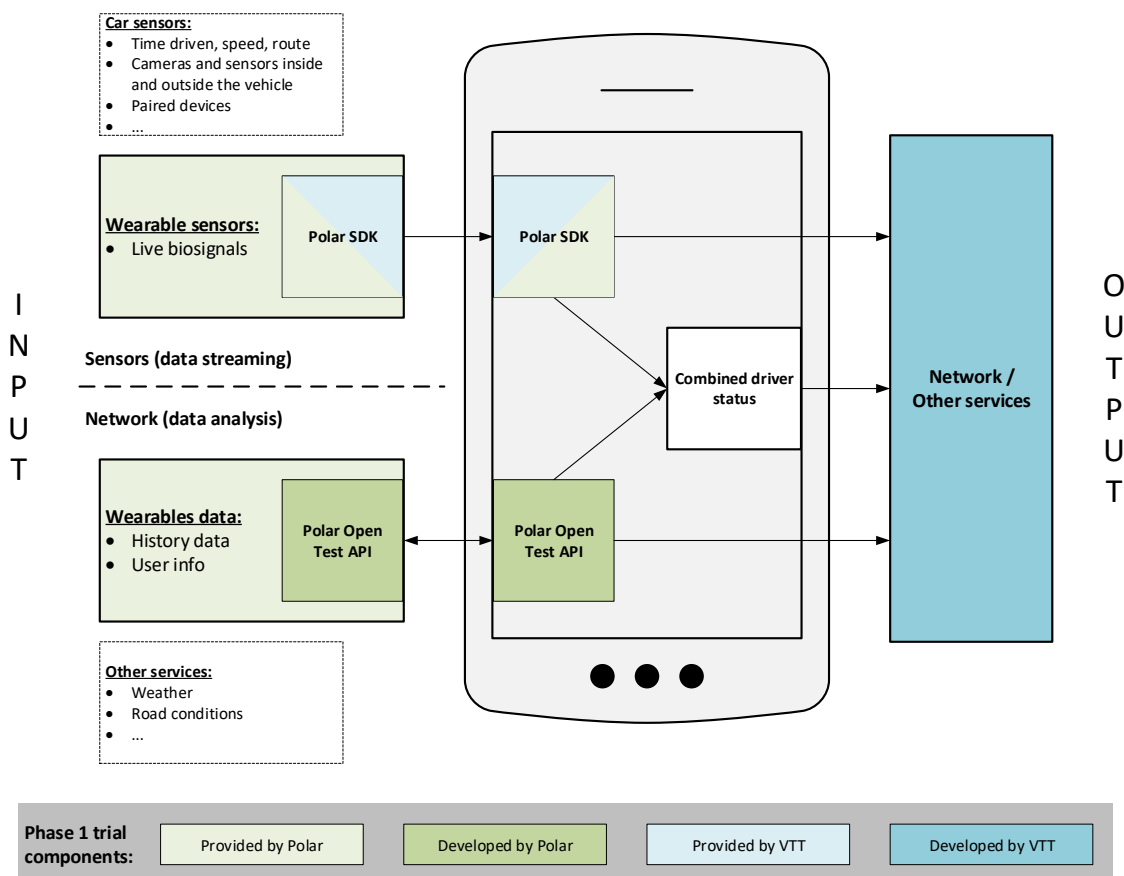 Car sensors:
• Time driven, speed, route
• Cameras and sensors inside
and outside the vehicle
• Paired devices
• ...
Wearable sensors:
• Live biosignals
Polar SDK
Polar SDK
INPUT
Sensors (data streaming)
Network (data analysis)
Combined driver
status
Network /
Other services
OUTPUT
Wearables data:
• History data
• User info
Polar Open
Test API
Polar Open
Test API
Other services:
• Weather
• Road conditions
• ...
Phase 1 trial
components:
Provided by Polar
Developed by Polar
Provided by VTT
Developed by VTT